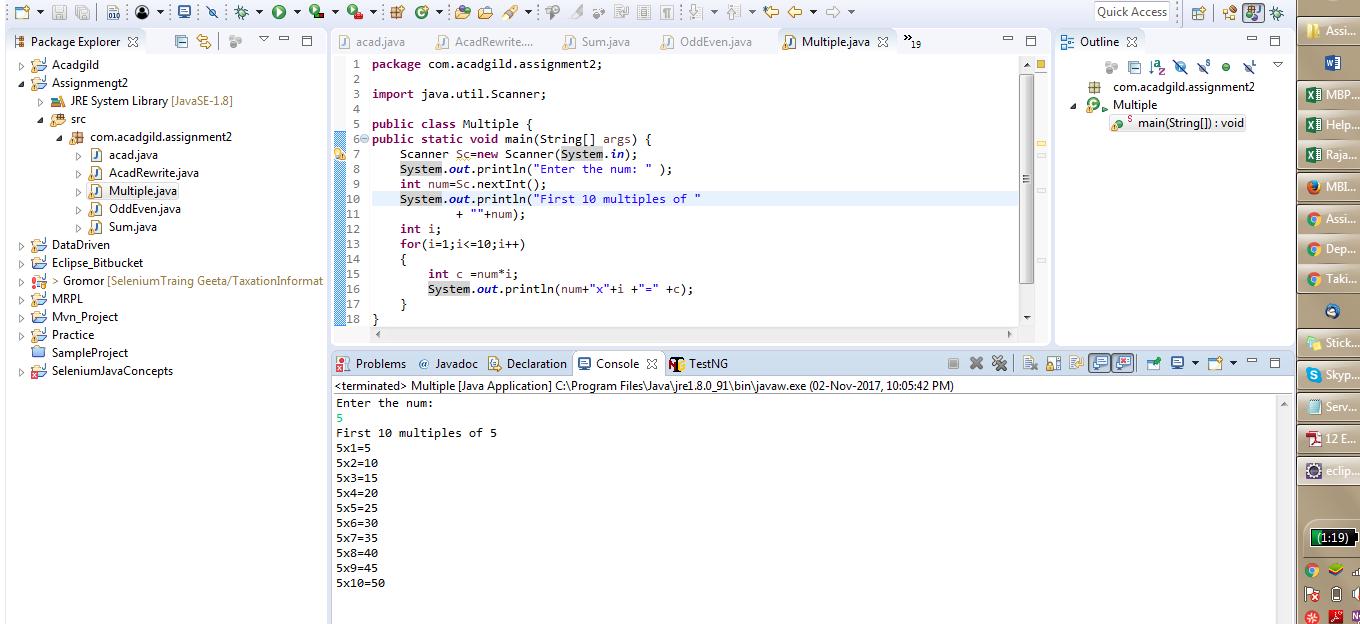 Quick Access
Package Explorer
Acadgild
Assignmengt2
JRE System Library [JavaSE-1.8]
src
com.acadgild.assignment2
acad.java
AcadRewrite.java
Multiple.java
OddEven.java
Sum.java
DataDriven
Eclipse_Bitbucket
> Gromor [SeleniumTraing Geeta/TaxationInformat
MRPL
Mvn_Project
Practice
SampleProject
SeleniumJavaConcepts
acad.java AcadRewrite.... Sum.java OddEven.java Multiple.java »19
1 package com.acadgild.assignment2;
2
3 import java.util.Scanner;
4
5 public class Multiple {
6 public static void main(String[] args) {
7 Scanner Sc=new Scanner(System.in);
8 System.out.println("Enter the num: " );
9 int num=Sc.nextInt();
10 System.out.println("First 10 multiples of "
11 + ""+num);
12 int i;
13 for(i=1;i<=10;i++)
14 {
15 int c =num*i;
16 System.out.println(num+"x"+i +"=" +c);
17 }
18 }
Outline
com.acadgild.assignment2
Multiple
main(String[]) : void
Problems @ Javadoc Declaration Console TestNG
<terminated> Multiple [Java Application] C:\Program Files\Java\jre1.8.0_91\bin\javaw.exe (02-Nov-2017, 10:05:42 PM)
Enter the num:
5
First 10 multiples of 5
5x1=5
5x2=10
5x3=15
5x4=20
5x5=25
5x6=30
5x7=35
5x8=40
5x9=45
5x10=50
Assi...
MBP...
Help...
Raja...
MBI...
Assi...
Dep...
Taki...
Stick...
Skyp...
Serv...
12 E...
eclip...
(1:19)